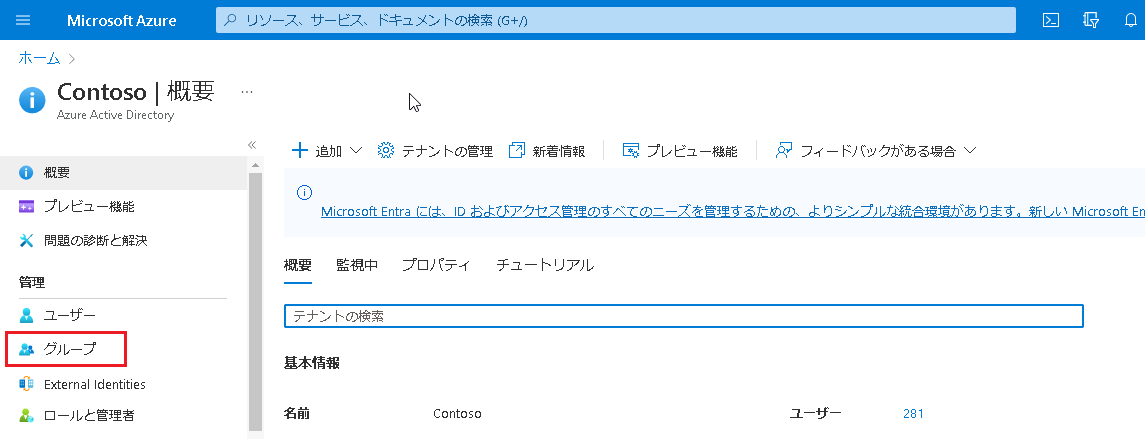 Microsoft Azure
リソース、サービス、ドキュメントの検索 (G+/)
ホーム
Contoso | 概要
Azure Active Directory
追加 テナントの管理 新着情報 プレビュー機能 フィードバックがある場合
概要
プレビュー機能
問題の診断と解決
管理
ユーザー
グループ
External Identities
ロールと管理者
Microsoft Entra には、ID およびアクセス管理のすべてのニーズを管理するための、よりシンプルな統合環境があります。新しい Microsoft En
概要 監視中 プロパティ チュートリアル
テナントの検索
基本情報
名前 Contoso ユーザー 281